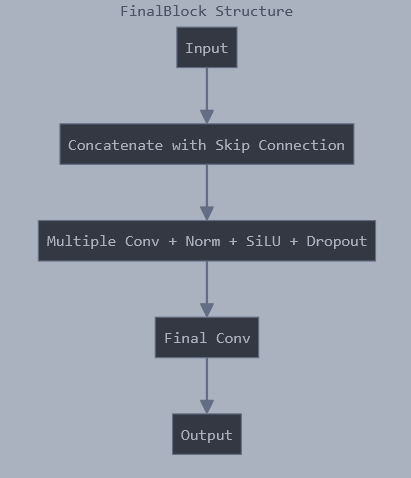 FinalBlock Structure
Input
Concatenate with Skip Connection
Multiple Conv + Norm + SiLU + Dropout
Final Conv
Output